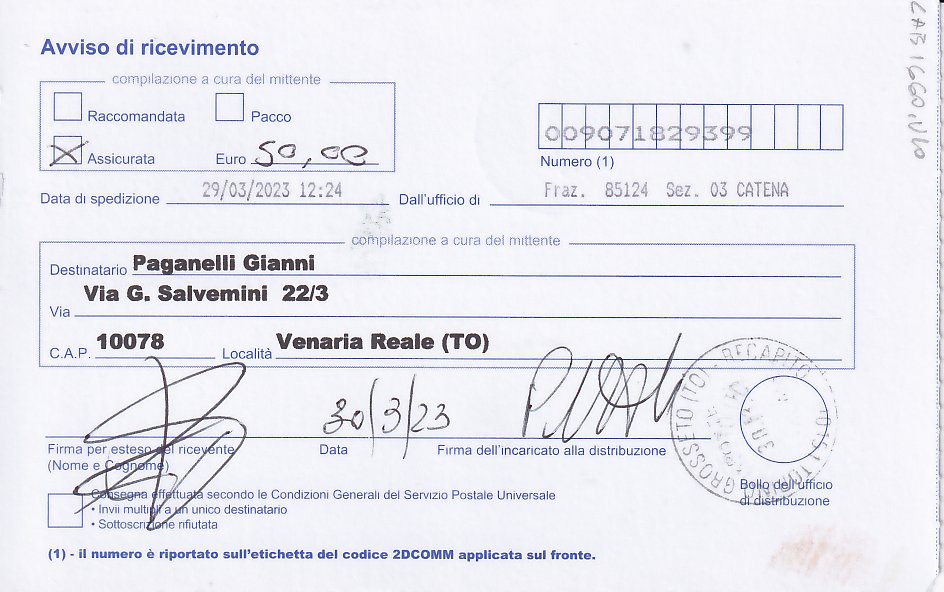 Avviso di ricevimento
compilazione a cura del mittente
Raccomandata Pacco
Assicurata Euro 50,00
009071829399
Numero (1)
Data di spedizione 29/03/2023 12:24 Dall'ufficio di Fraz. 85124 Sez. 03 CATENA
compilazione a cura del mittente
Destinatario Paganelli Gianni
Via G. Salvemini 22/3
Via
C.A.P. 10078 Località Venaria Reale (TO)
30/3/23
Firma per esteso del ricevente Data Firma dell'incaricato alla distribuzione
(Nome e Cognome)
GROSSETO (TO) - RECAPITO
Bollo dell'ufficio
di distribuzione
Consegna effettuata secondo le Condizioni Generali del Servizio Postale Universale
• Invii multipli a un unico destinatario
• Sottoscrizione rifiutata
(1) - il numero è riportato sull'etichetta del codice 2DCOMM applicata sul fronte.